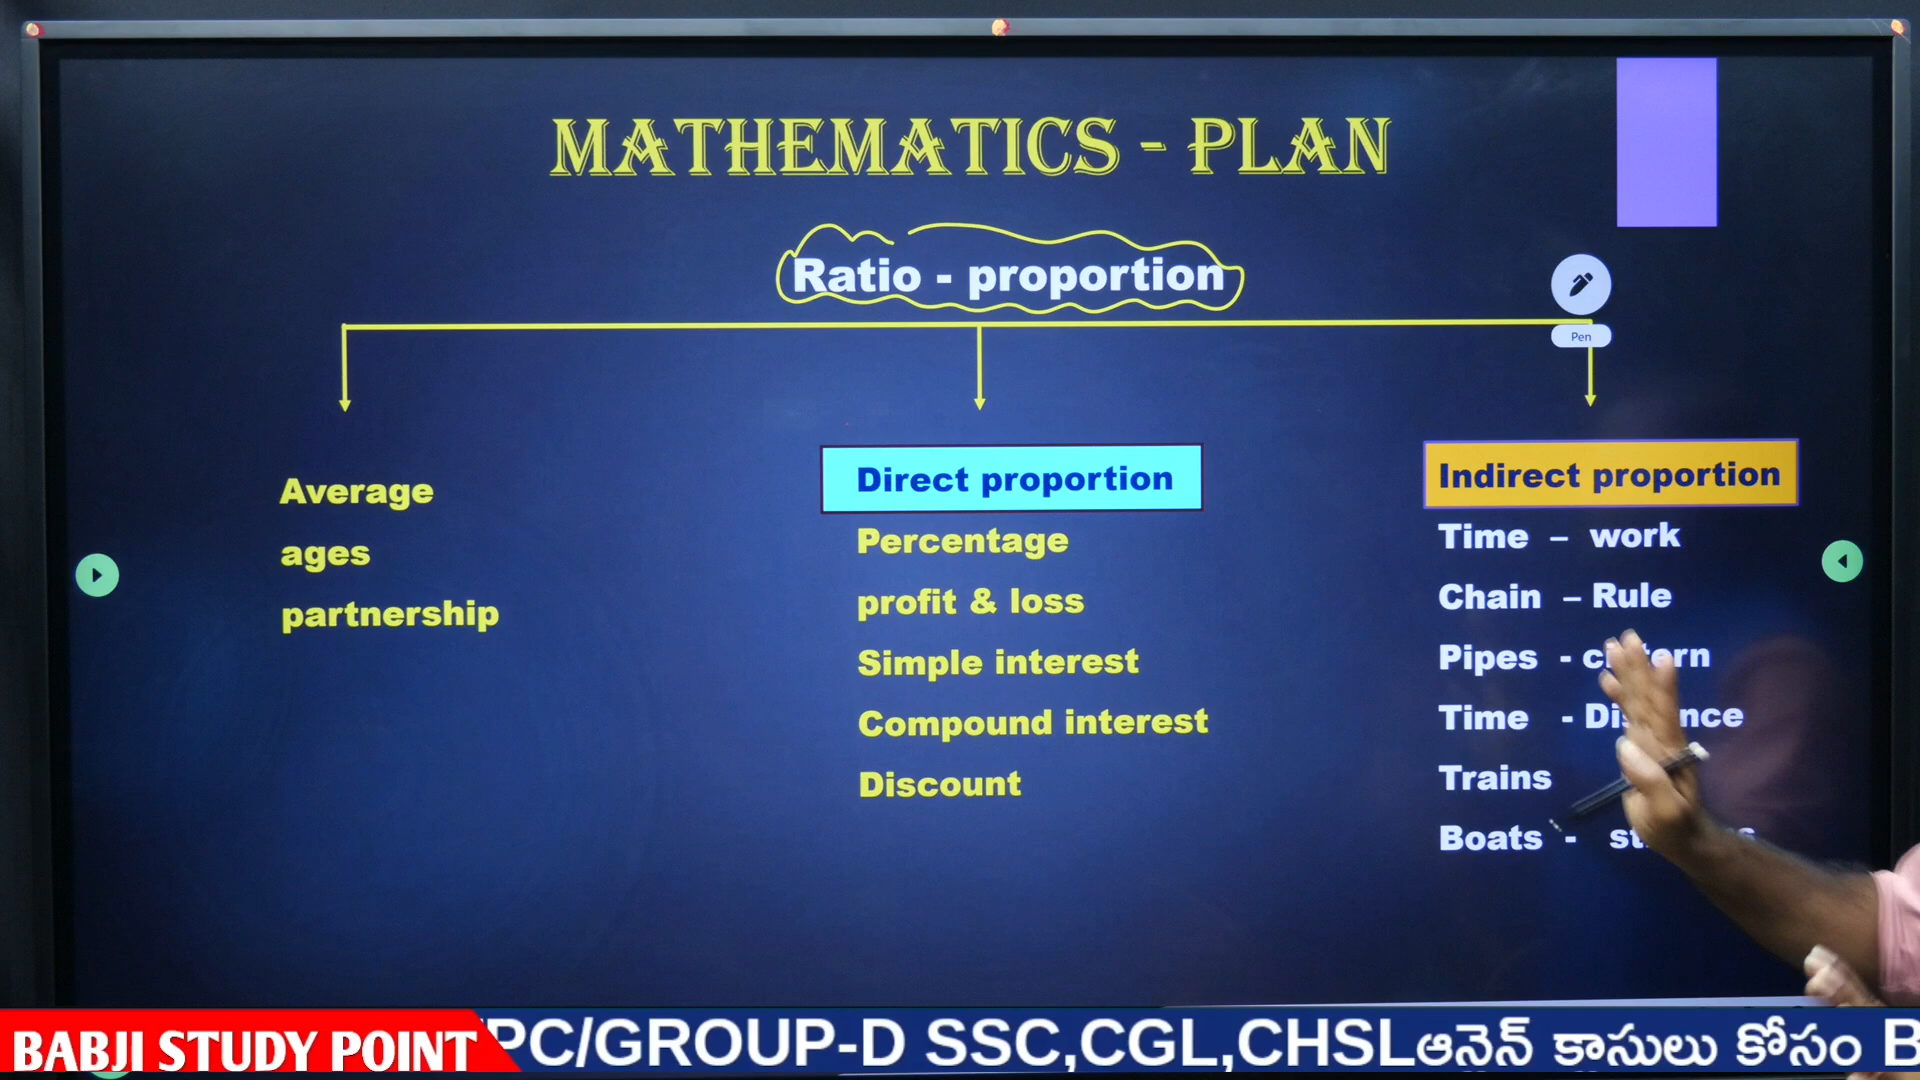 MATHEMATICS - PLAN
Ratio - proportion
Pen
Average
ages
partnership
Direct proportion
Percentage
profit & loss
Simple interest
Compound interest
Discount
Indirect proportion
Time – work
Chain – Rule
Pipes -
Time -
Trains
Boats -
BABJI STUDY POINT
PC/GROUP-D SSC,CGL,CHSLఆన్లైన్ క్లాసులు కోసం B